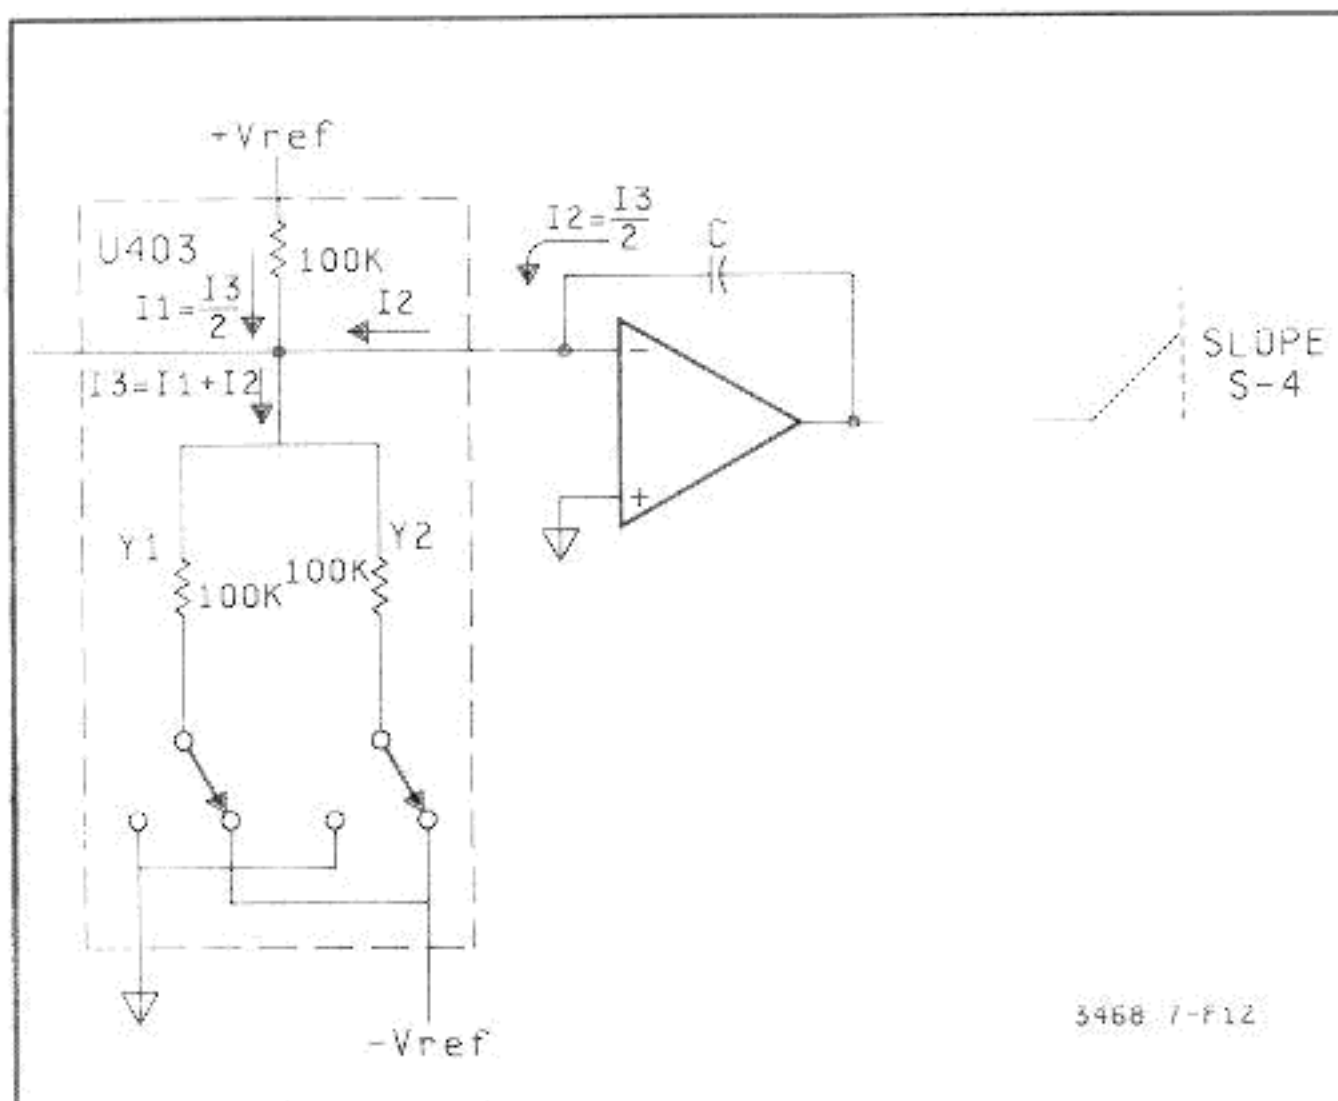 +Vref
U403
100K
I1=I3/2
I2
I2=I3/2
C
I3=I1+I2
-
+
SLOPE
S-4
Y1
100K
Y2
100K
-Vref
3468 7-F12